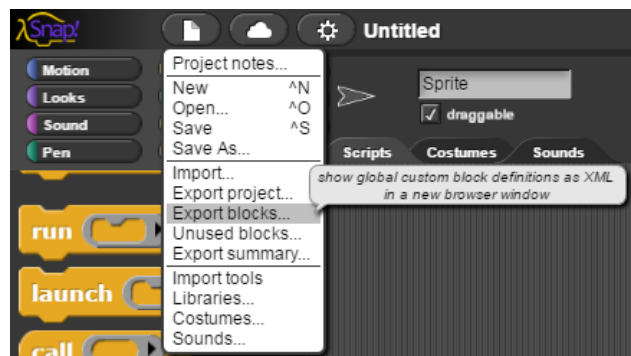 λSnap!
Untitled
Motion
Looks
Sound
Pen
Project notes...
New ^N
Open... ^O
Save ^S
Save As...
Import...
Export project...
Export blocks...
Unused blocks...
Export summary...
Import tools
Libraries...
Costumes...
Sounds...
Sprite
draggable
Scripts Costumes Sounds
show global custom block definitions as XML
in a new browser window
run
launch
call